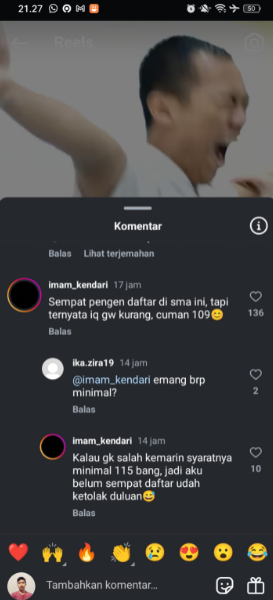 21.27
50
Reels
Komentar
Balas Lihat terjemahan
imam_kendari 17 jam
Sempat pengen daftar di sma ini, tapi
ternyata iq gw kurang, cuman 109😊
136
Balas
ika.zira19 14 jam
@imam_kendari emang brp
minimal?
2
Balas
imam_kendari 14 jam
Kalau gk salah kemarin syaratnya
minimal 115 bang, jadi aku
belum sempat daftar udah
ketolak duluan😅
10
Balas
Tambahkan komentar...